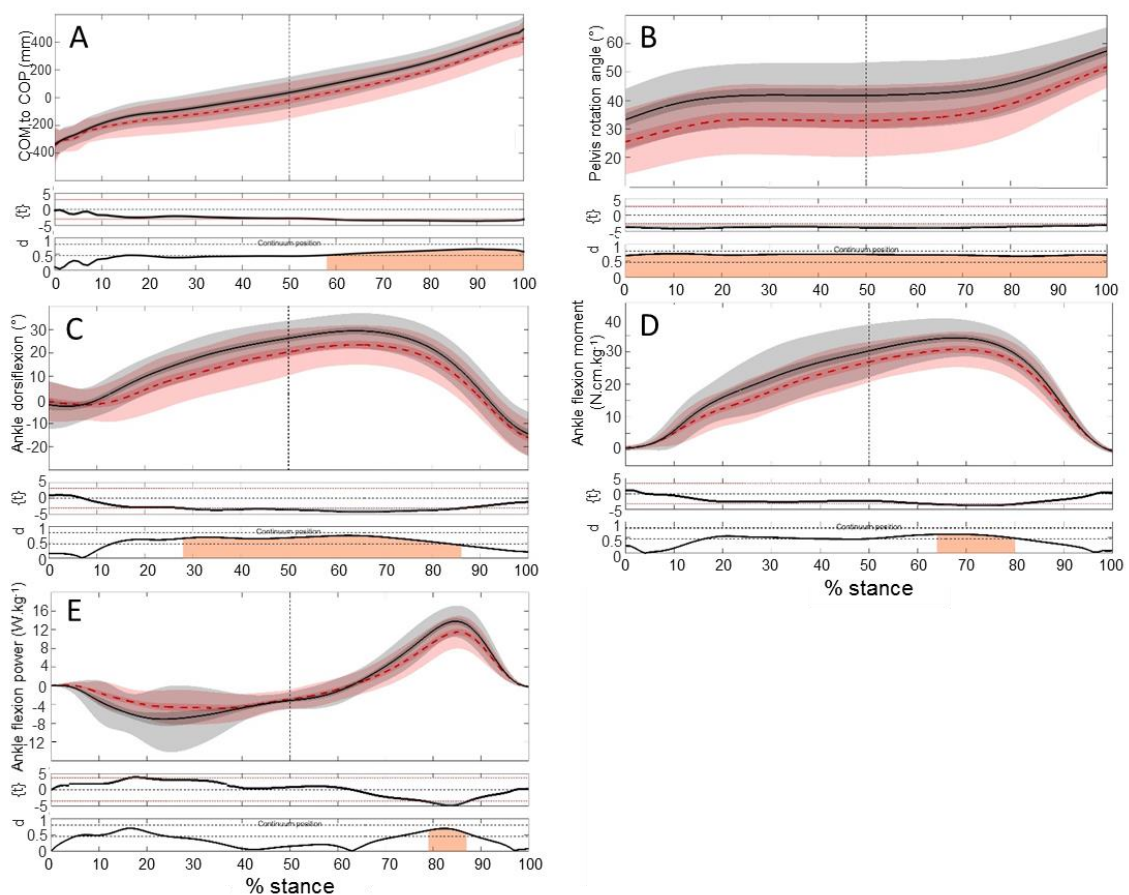 A
COM to COP (mm)
400
200
0
-200
-400
{t}
5
0
-5
d
1
0.5
0
Continuum position
0 10 20 30 40 50 60 70 80 90 100
B
Pelvis rotation angle (°)
60
50
40
30
20
{t}
5
0
-5
d
1
0.5
0
Continuum position
0 10 20 30 40 50 60 70 80 90 100
C
Ankle dorsiflexion (°)
30
20
10
0
-10
-20
{t}
5
0
-5
d
1
0.5
0
Continuum position
0 10 20 30 40 50 60 70 80 90 100
D
Ankle flexion moment
(N.cm.kg⁻¹)
40
30
20
10
0
{t}
5
0
-5
d
1
0.5
0
Continuum position
0 10 20 30 40 50 60 70 80 90 100
% stance
E
Ankle flexion power (W.kg⁻¹)
16
12
8
4
0
-4
-8
-12
{t}
5
0
-5
d
1
0.5
0
Continuum position
0 10 20 30 40 50 60 70 80 90 100
% stance